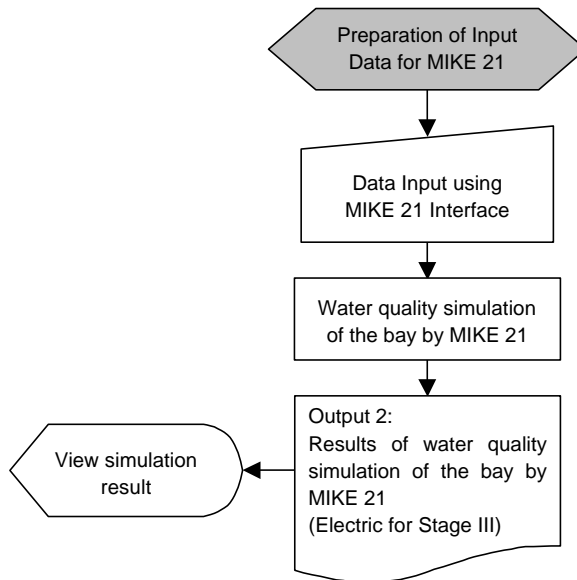 Preparation of Input
Data for MIKE 21
Data Input using
MIKE 21 Interface
Water quality simulation
of the bay by MIKE 21
Output 2:
Results of water quality
simulation of the bay by
MIKE 21
(Electric for Stage III)
View simulation
result